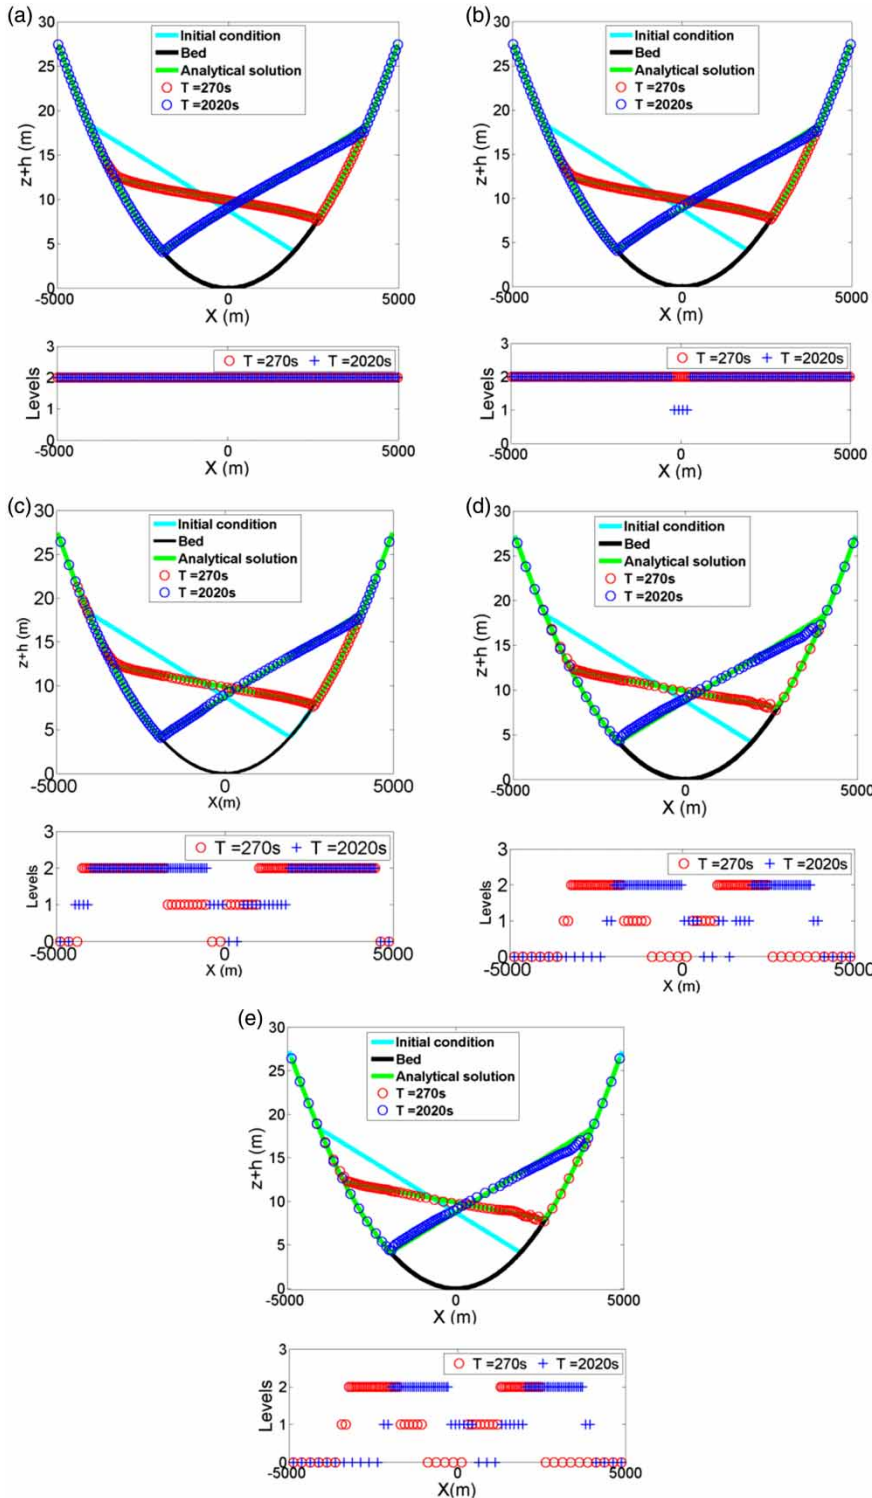 (a)
30
25
20
15
10
5
0
z+h (m)
Initial condition
Bed
Analytical solution
T =270s
T =2020s
-5000 0 5000
X (m)
3
2
1
0
Levels
T =270s T =2020s
-5000 0 5000
X (m)
(b)
30
25
20
15
10
5
0
z+h (m)
Initial condition
Bed
Analytical solution
T =270s
T =2020s
-5000 0 5000
X (m)
3
2
1
0
Levels
T =270s T =2020s
-5000 0 5000
X (m)
(c)
30
25
20
15
10
5
0
z+h (m)
Initial condition
Bed
Analytical solution
T =270s
T =2020s
-5000 0 5000
X(m)
3
2
1
0
Levels
T =270s T =2020s
-5000 0 5000
X (m)
(d)
30
25
20
15
10
5
0
z+h (m)
Initial condition
Bed
Analytical solution
T =270s
T =2020s
-5000 0 5000
X (m)
3
2
1
0
Levels
T =270s T =2020s
-5000 0 5000
X (m)
(e)
30
25
20
15
10
5
0
z+h (m)
Initial condition
Bed
Analytical solution
T =270s
T =2020s
-5000 0 5000
X (m)
3
2
1
0
Levels
T =270s T =2020s
-5000 0 5000
X(m)